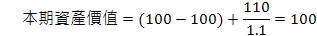 本期資產價值 = (100 − 100) + 110/1.1 = 100